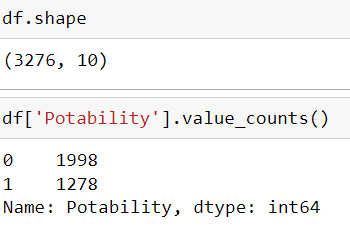 df.shape
(3276, 10)
df['Potability'].value_counts()
0    1998
1    1278
Name: Potability, dtype: int64